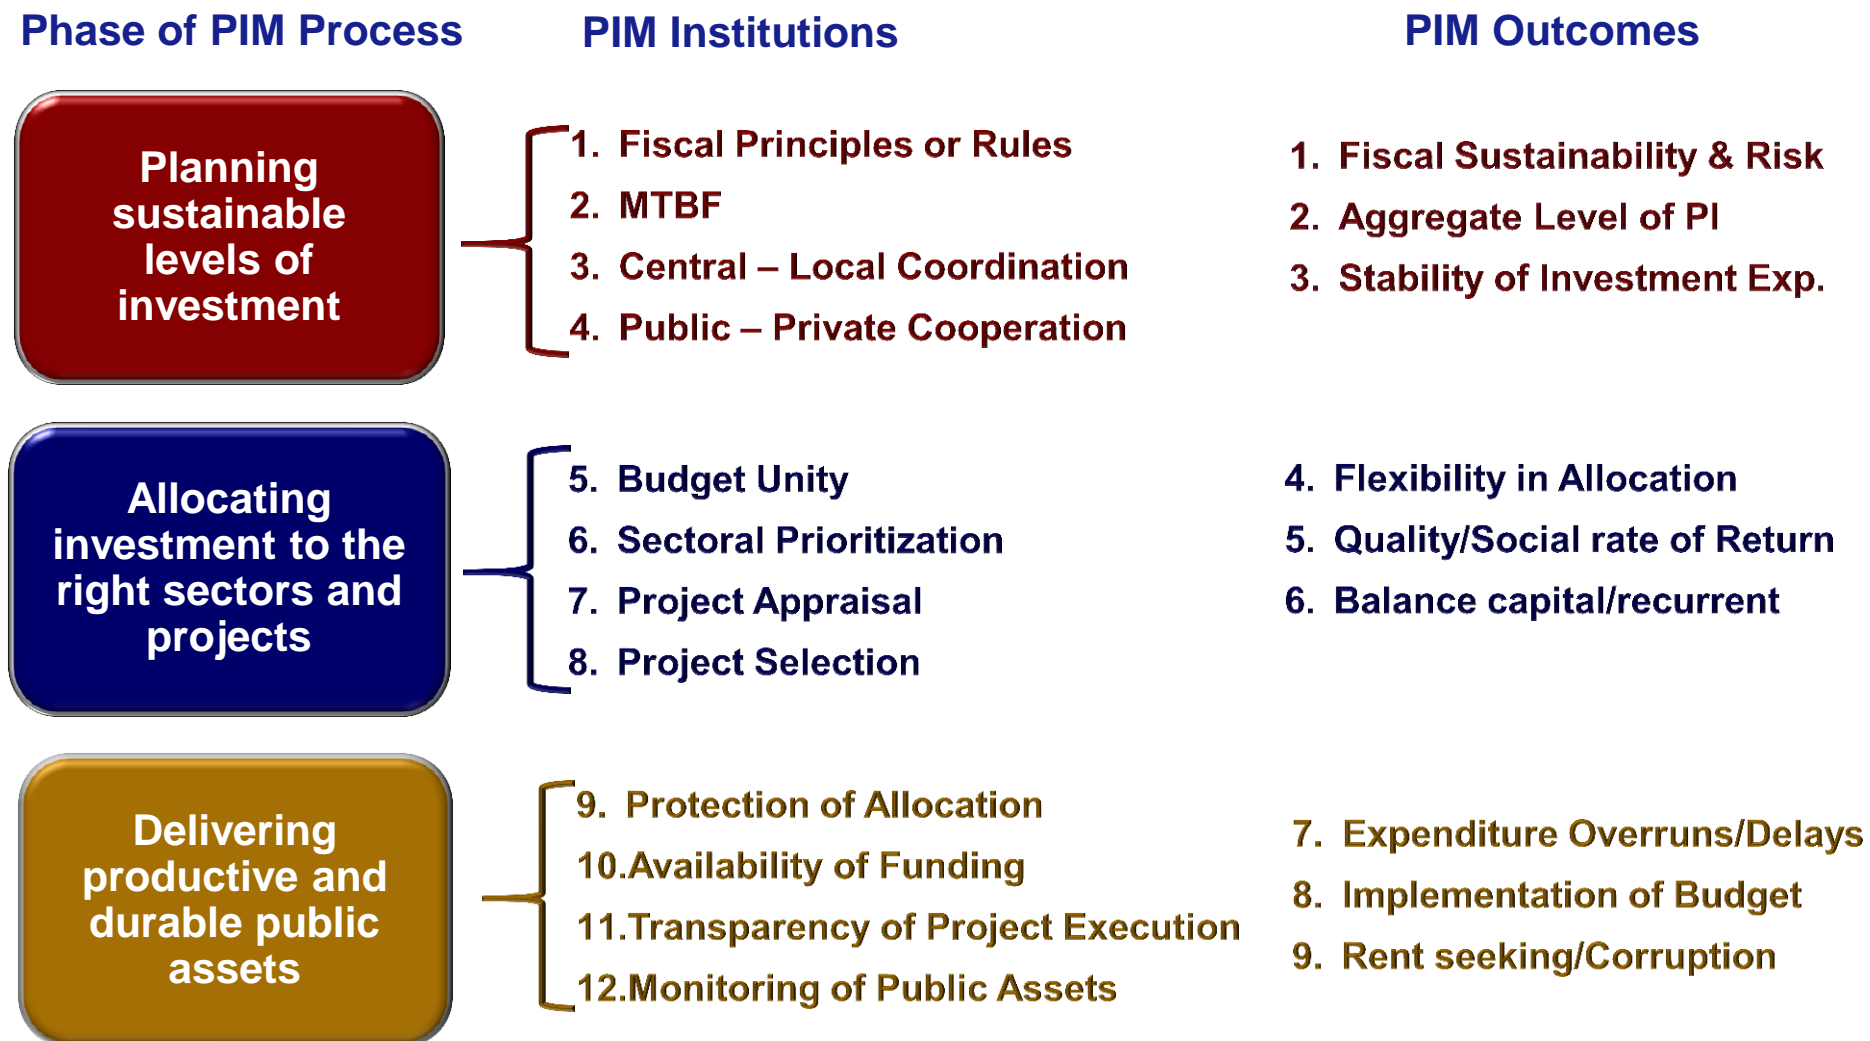 Phase of PIM Process
PIM Institutions
PIM Outcomes
Planning
sustainable
levels of
investment
1. Fiscal Principles or Rules
2. MTBF
3. Central – Local Coordination
4. Public – Private Cooperation
1. Fiscal Sustainability & Risk
2. Aggregate Level of PI
3. Stability of Investment Exp.
Allocating
investment to the
right sectors and
projects
5. Budget Unity
6. Sectoral Prioritization
7. Project Appraisal
8. Project Selection
4. Flexibility in Allocation
5. Quality/Social rate of Return
6. Balance capital/recurrent
Delivering
productive and
durable public
assets
9. Protection of Allocation
10.Availability of Funding
11.Transparency of Project Execution
12.Monitoring of Public Assets
7. Expenditure Overruns/Delays
8. Implementation of Budget
9. Rent seeking/Corruption